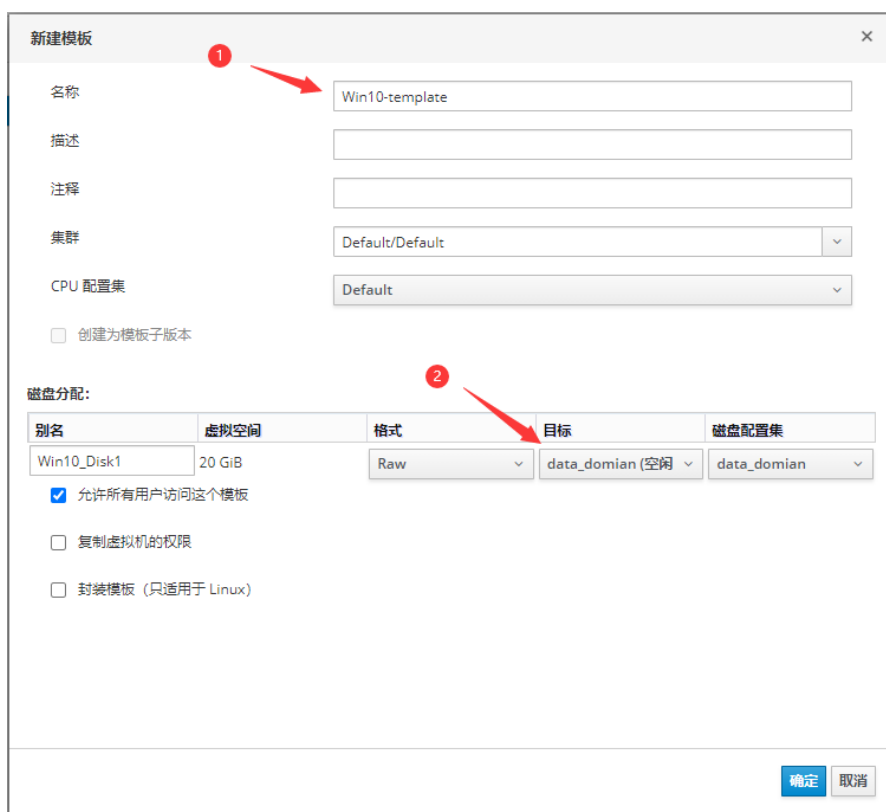 新建模板
1
名称 Win10-template
描述
注释
集群 Default/Default
CPU 配置集 Default
创建为模板子版本
2
磁盘分配：
别名 虚拟空间 格式 目标 磁盘配置集
Win10_Disk1 20 GiB Raw data_domian (空闲 data_domian
允许所有用户访问这个模板
复制虚拟机的权限
封装模板（只适用于 Linux）
确定 取消